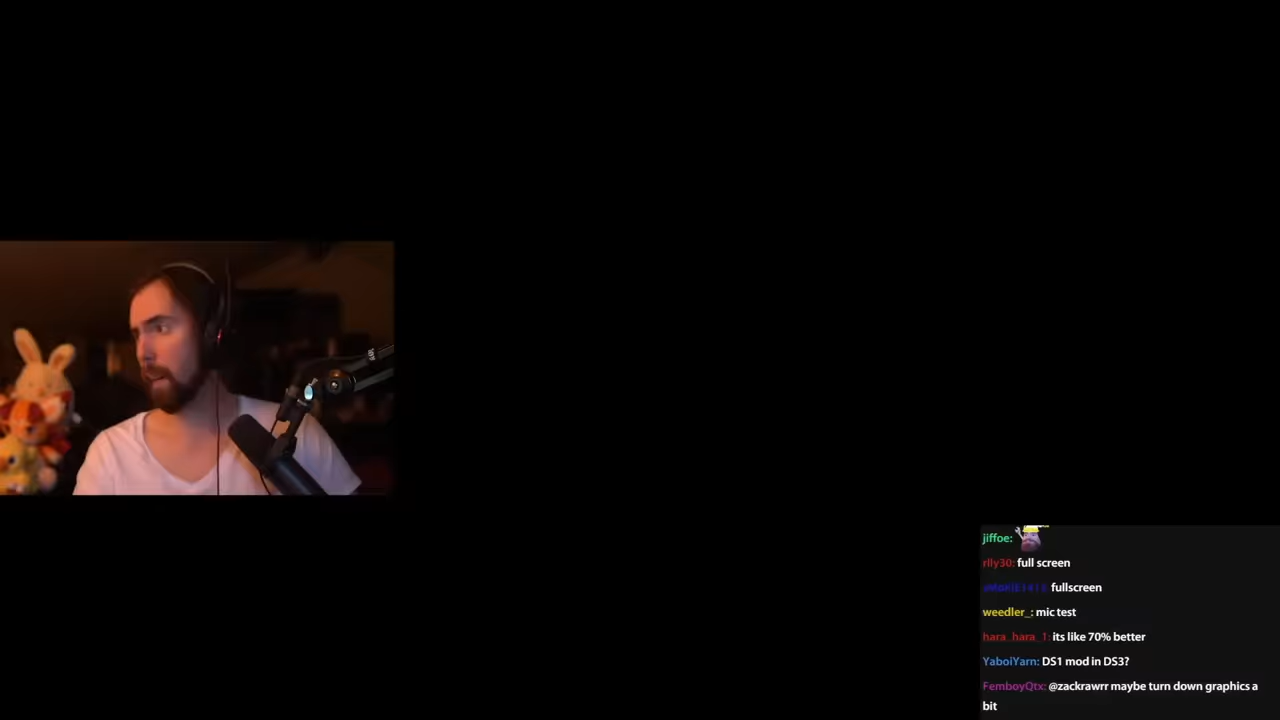 jiffoe:
rlly30: full screen
fullscreen
weedler_: mic test
hara_hara_1: its like 70% better
YaboiYarn: DS1 mod in DS3?
FemboyQtx: @zackrawrr maybe turn down graphics a
bit